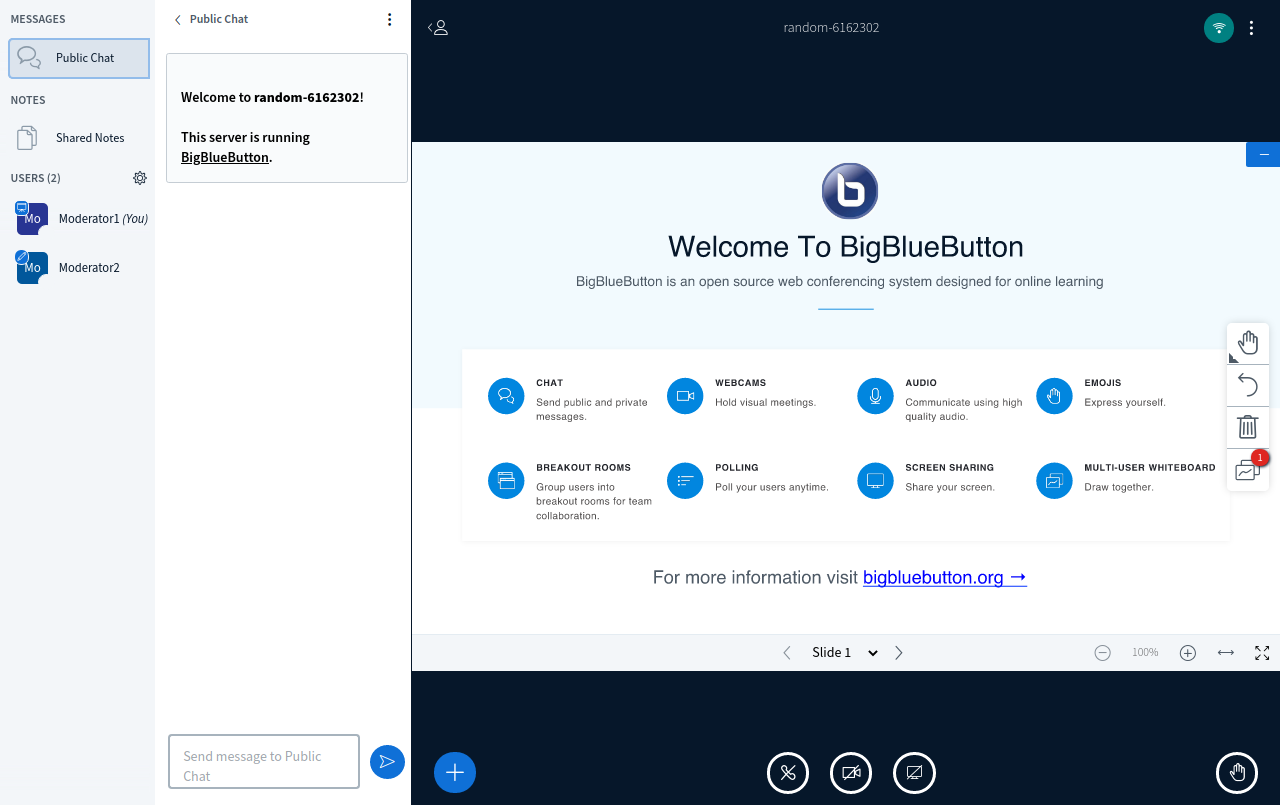 MESSAGES
Public Chat
NOTES
Shared Notes
USERS (2)
Mo
Moderator1 (You)
Mo
Moderator2
Public Chat
Welcome to random-6162302!
This server is running
BigBlueButton.
Send message to Public
Chat
random-6162302
b
Welcome To BigBlueButton
BigBlueButton is an open source web conferencing system designed for online learning
CHAT
Send public and private
messages.
WEBCAMS
Hold visual meetings.
AUDIO
Communicate using high
quality audio.
EMOJIS
Express yourself.
BREAKOUT ROOMS
Group users into
breakout rooms for team
collaboration.
POLLING
Poll your users anytime.
SCREEN SHARING
Share your screen.
MULTI-USER WHITEBOARD
Draw together.
1
For more information visit bigbluebutton.org →
Slide 1
100%